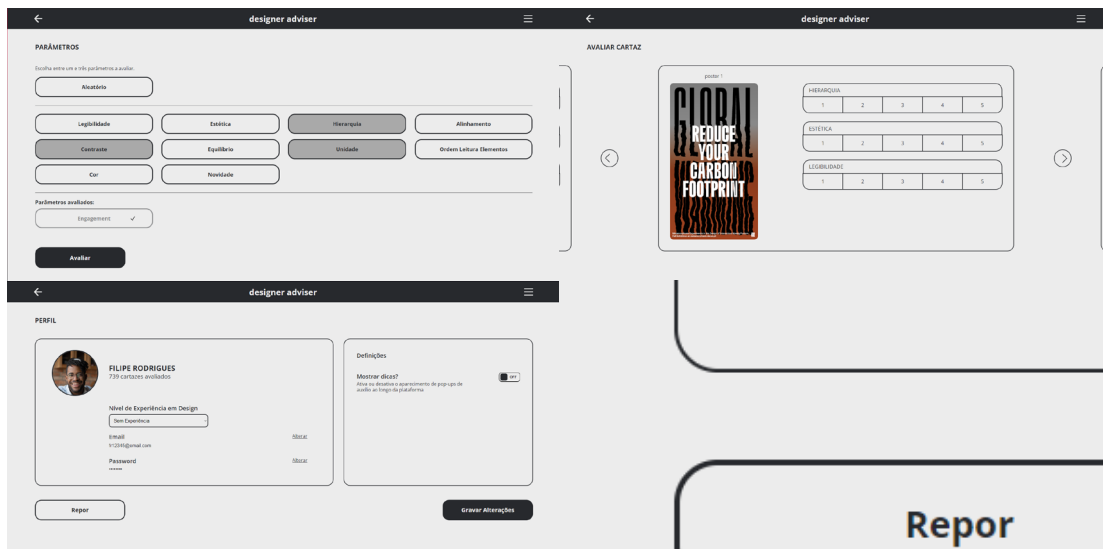 designer adviser
PARÂMETROS
Escolha entre um e três parâmetros a avaliar.
Aleatório
Legibilidade
Estética
Hierarquia
Alinhamento
Contraste
Equilíbrio
Unidade
Ordem Leitura Elementos
Cor
Novidade
Parâmetros avaliados:
Engagement
Avaliar
designer adviser
AVALIAR CARTAZ
poster 1
GLOBAL
REDUCE
YOUR
CARBON
FOOTPRINT
HIERARQUIA
1 2 3 4 5
ESTÉTICA
1 2 3 4 5
LEGIBILIDADE
1 2 3 4 5
designer adviser
PERFIL
FILIPE RODRIGUES
739 cartazes avaliados
Nível de Experiência em Design
Sem Experiência
Email
Alterar
Password
Alterar
Definições
Mostrar dicas?
OFF
Ativa ou desativa o aparecimento de pop-ups de
auxílio ao longo da plataforma
Repor
Gravar Alterações
Repor